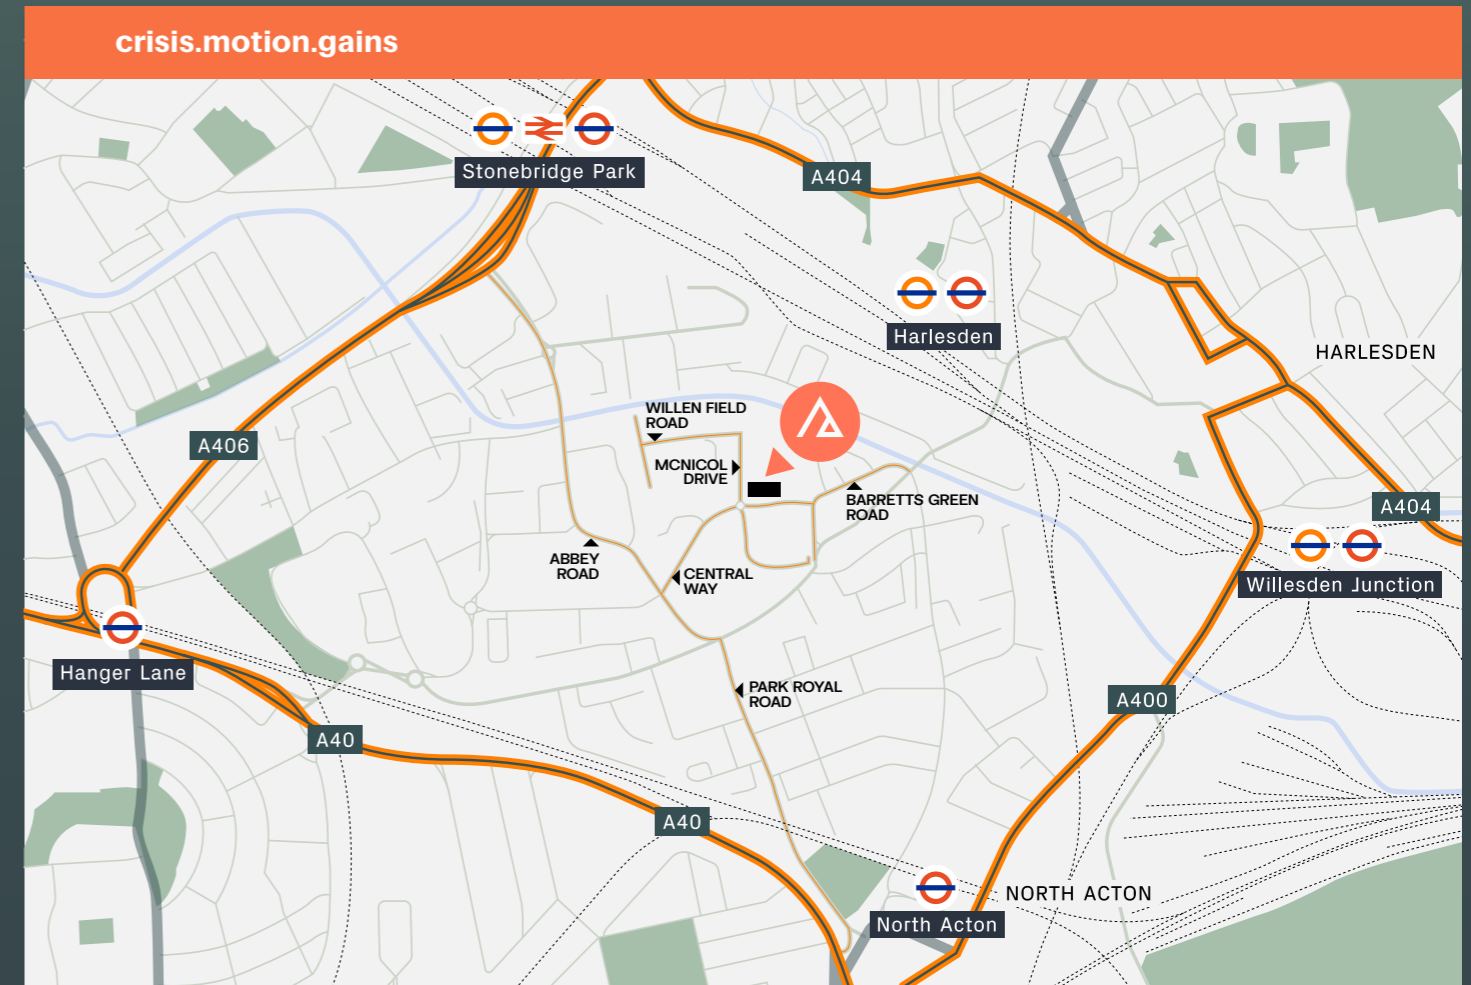 crisis.motion.gains
Stonebridge Park
A404
Harlesden
HARLESDEN
A406
WILLEN FIELD
ROAD
MCNICOL
DRIVE
BARRETTS GREEN
ROAD
A404
ABBEY
ROAD
CENTRAL
WAY
Willesden Junction
Hanger Lane
PARK ROYAL
ROAD
A400
A40
A40
NORTH ACTON
North Acton